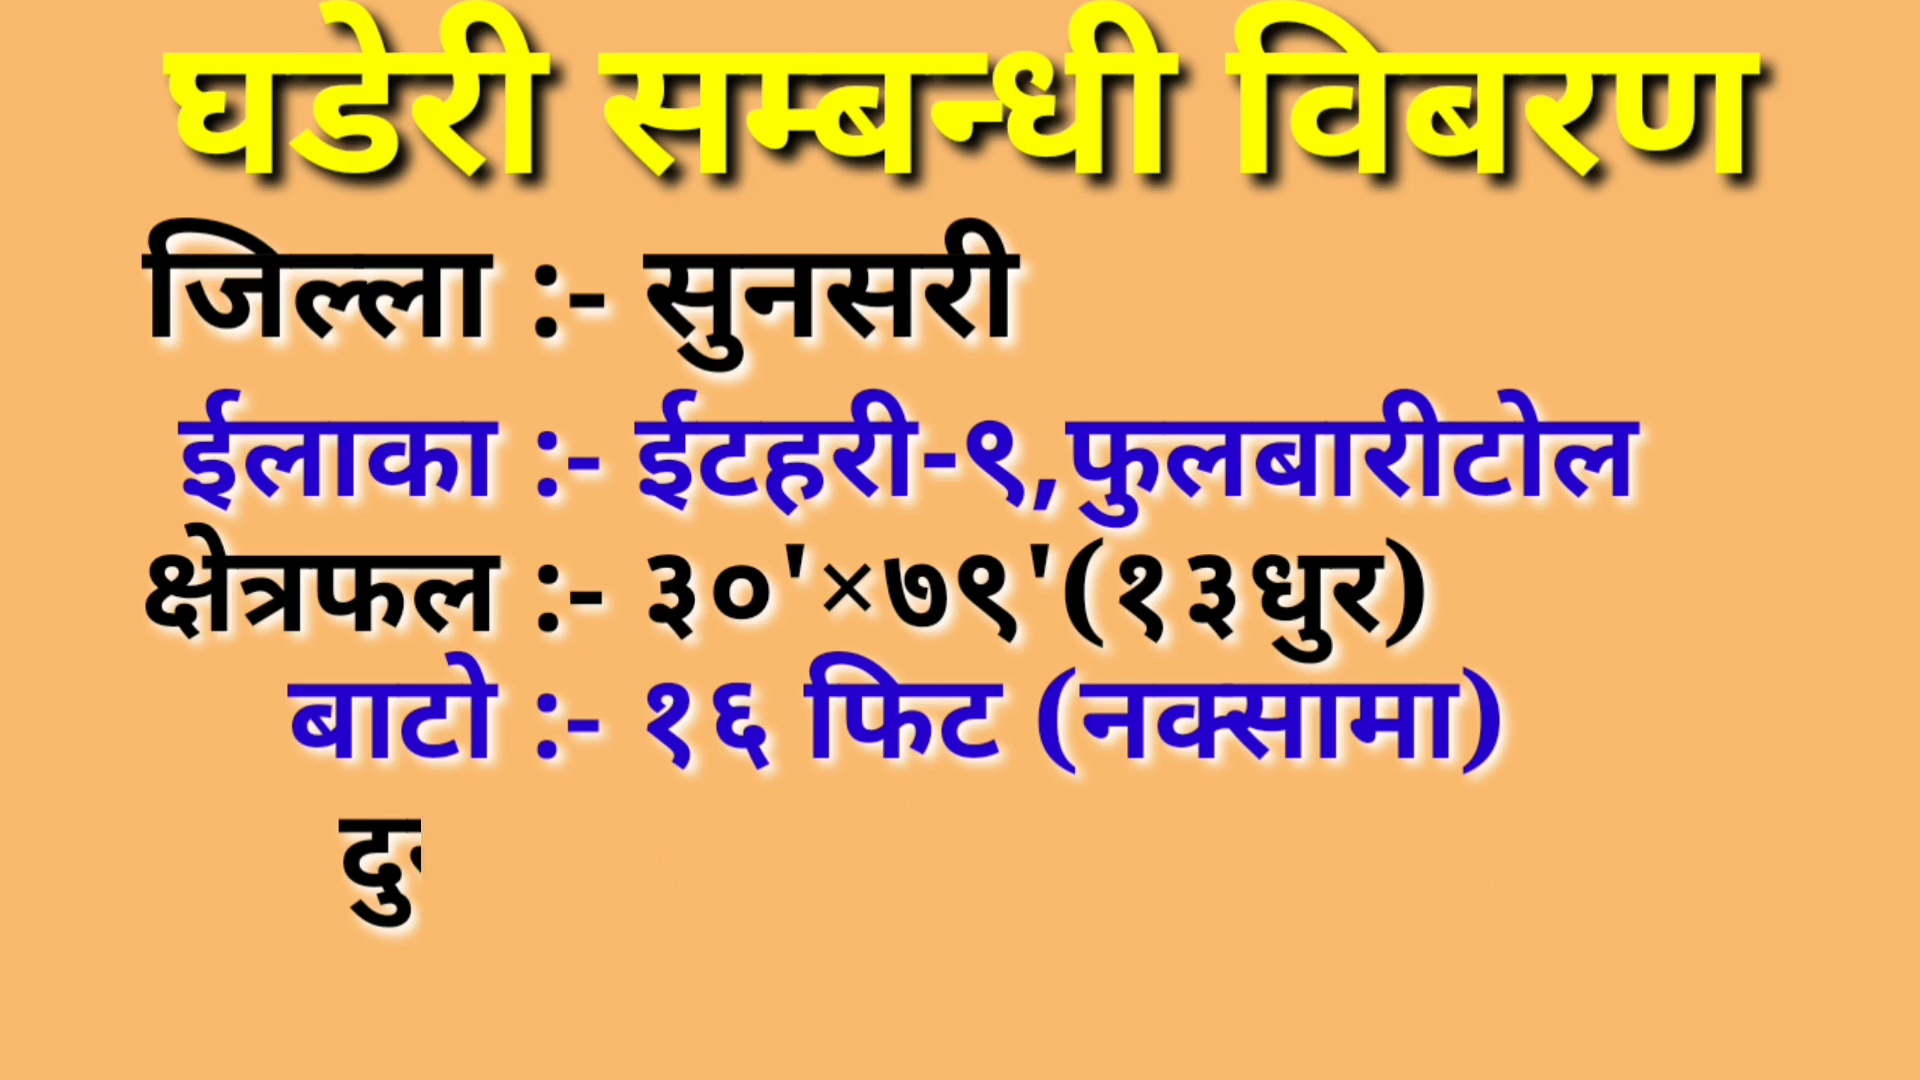 घडेरी सम्बन्धी विबरण
जिल्ला :- सुनसरी
ईलाका :- ईटहरी-९,फुलबारीटोल
क्षेत्रफल :- ३०'×७९'(१३धुर)
बाटो :- १६ फिट (नक्सामा)